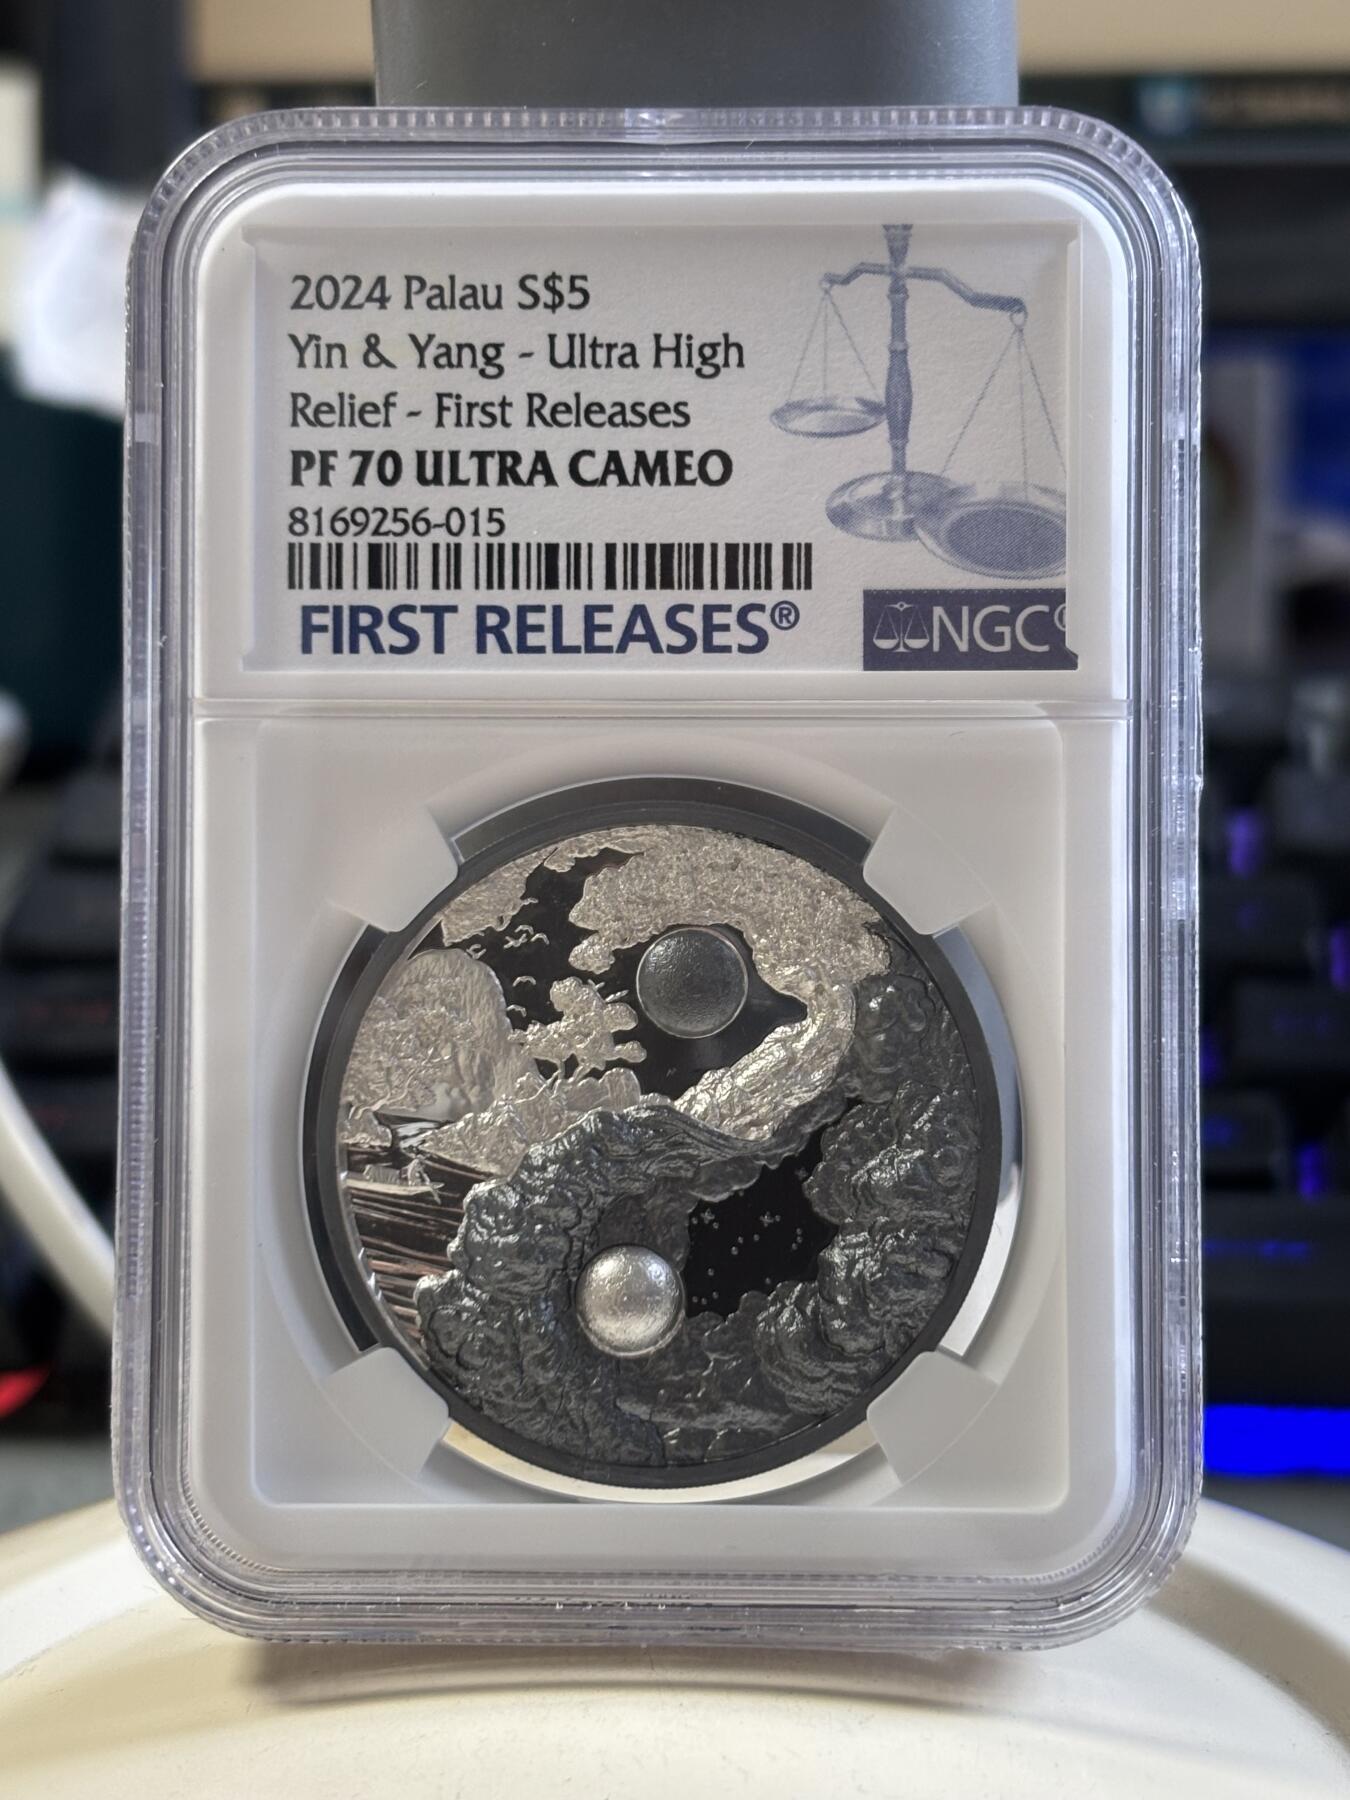 2024 Palau S$5
Yin & Yang - Ultra High
Relief - First Releases
PF 70 ULTRA CAMEO
8169256-015
FIRST RELEASES®
NGC